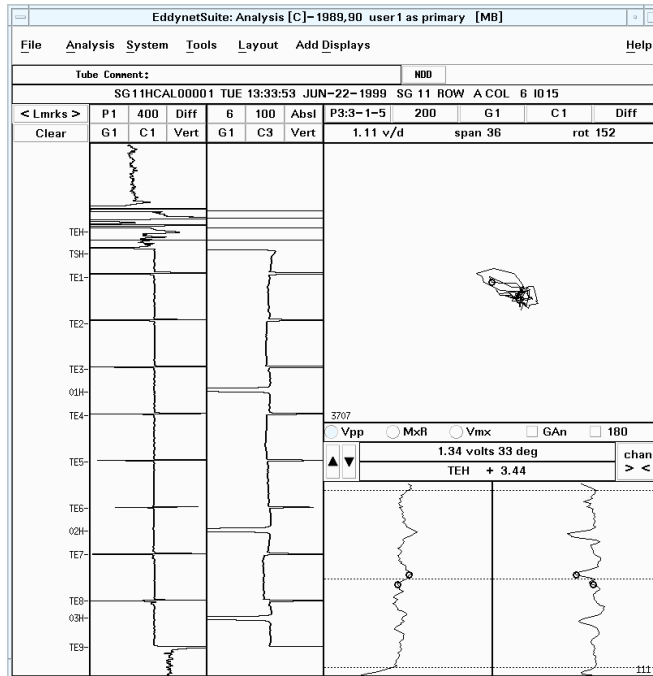 EddynetSuite: Analysis [C]-1989,90 user1 as primary [MB]
File Analysis System Tools Layout Add Displays Help
Tube Comment: NDD
SG11HCAL00001 TUE 13:33:53 JUN-22-1999 SG 11 ROW A COL 6 I015
< Lmrks > P1 400 Diff 6 100 Absl P3:3-1-5 200 G1 C1 Diff
Clear G1 C1 Vert G1 C3 Vert 1.11 v/d span 36 rot 152
TEH
TSH
TE1
TE2
TE3
01H
TE4
TE5
TE6
02H
TE7
TE8
03H
TE9
3707
Vpp MxR Vmx GAn 180
1.34 volts 33 deg chan
TEH + 3.44 > <
111